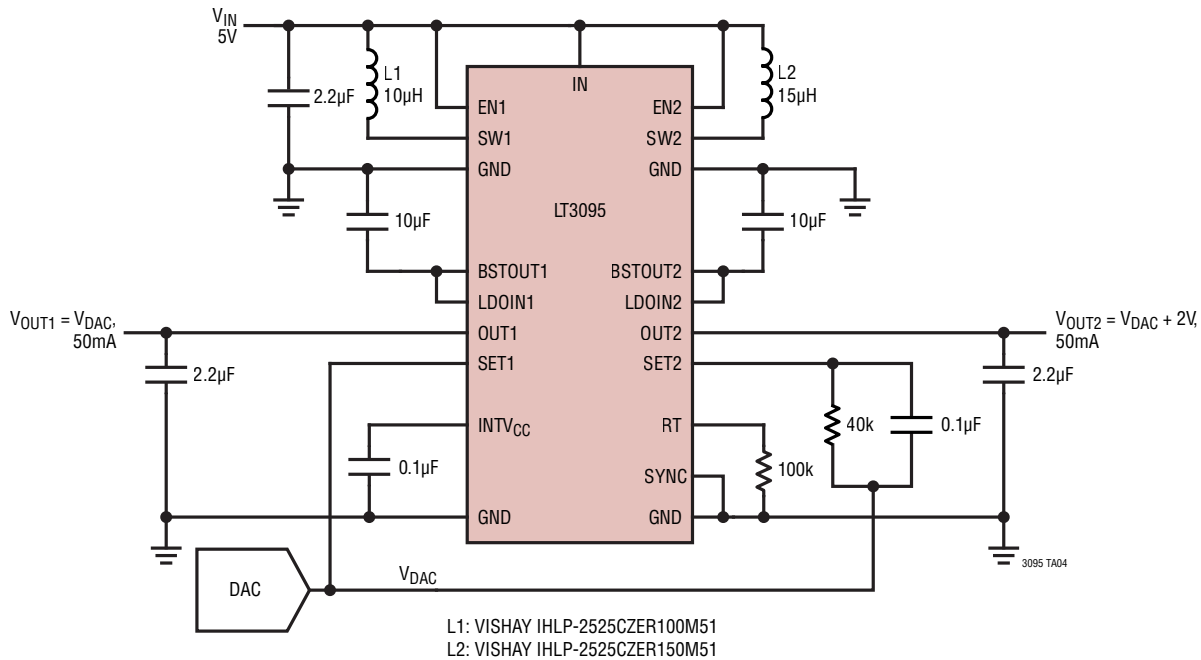 VIN
5V
2.2µF
L1
10µH
IN
EN1
EN2
L2
15µH
SW1
SW2
GND
GND
LT3095
10µF
10µF
BSTOUT1
BSTOUT2
LDOIN1
LDOIN2
VOUT1 = VDAC,
50mA
OUT1
OUT2
VOUT2 = VDAC + 2V,
50mA
SET1
SET2
2.2µF
2.2µF
INTVCC
RT
40k
0.1µF
0.1µF
SYNC
100k
GND
GND
3095 TA04
DAC
VDAC
L1: VISHAY IHLP-2525CZER100M51
L2: VISHAY IHLP-2525CZER150M51